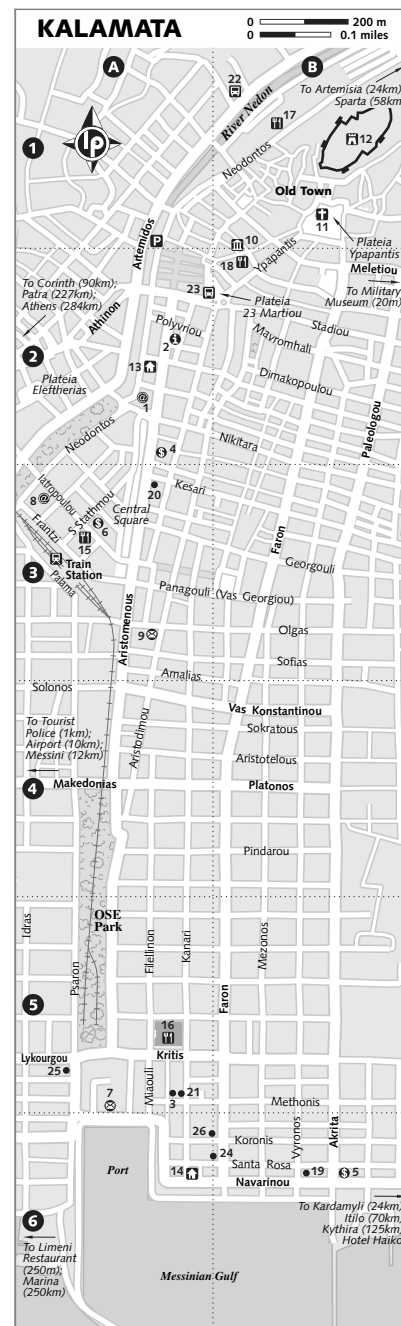 KALAMATA
0 200 m
0 0.1 miles
A
B
22
To Artemisia (24km)
Sparta (58km)
River Nedon
17
12
1
lp
Neodontos
Old Town
11
Artemidos
P
10
Plateia
Ypapantis
18
Ypapantis
Meletiou
To Corinth (90km);
Patra (227km);
Athens (284km)
To Military
Museum (20m)
23
Plateia
23 Martiou
Athinon
Polyvriou
2
Stadiou
Mavromhali
2
13
Plateia
Eleftherias
Dimakopoulou
1
Paleologou
Neodontos
Nikitara
4
Iatropoulou
Kesari
20
8
S Stathmou
Central
Square
6
Frantzi
15
Faron
3
Train
Station
Georgouli
Palama
Panagouli (Vas Georgiou)
Aristomenous
9
Olgas
Sofias
Amalias
Solonos
Vas Konstantinou
To Tourist
Police (1km);
Airport (10km);
Messini (12km)
Aristodimou
Sokratous
Aristotelous
4
Makedonias
Platonos
Pindarou
Idras
OSE
Park
Filellinon
Kanari
Mezonos
Psaron
5
Faron
16
Lykourgou
Kritis
25
7
Miaouli
21
3
Methonis
26
Koronis
Vyronos
Akrita
24
Port
14
Santa Rosa
19
5
Navarinou
6
To Kardamyli (24km)
Itilo (70km)
Kythira (125km)
Hotel Haiko
To Limeni
Restaurant
(250m);
Marina
(250km)
Messinian Gulf